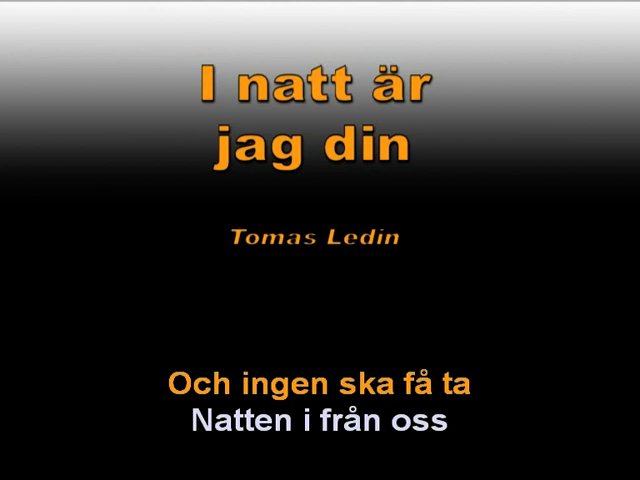 I natt är
jag din
Tomas Ledin
Och ingen ska få ta
Natten i från oss